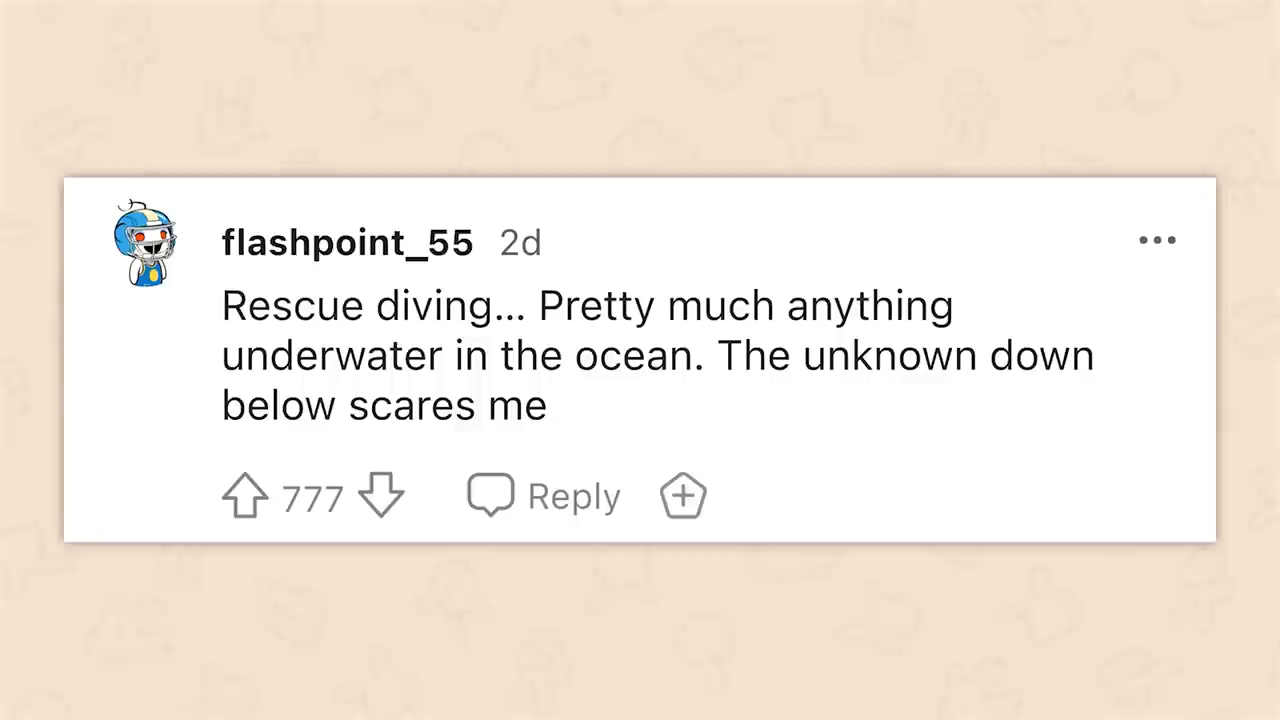 flashpoint_55 2d
Rescue diving... Pretty much anything
underwater in the ocean. The unknown down
below scares me
777 Reply